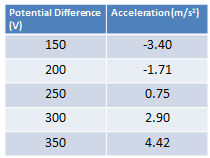 Potential Difference Acceleration(m/s²)
(V)
150 -3.40
200 -1.71
250 0.75
300 2.90
350 4.42